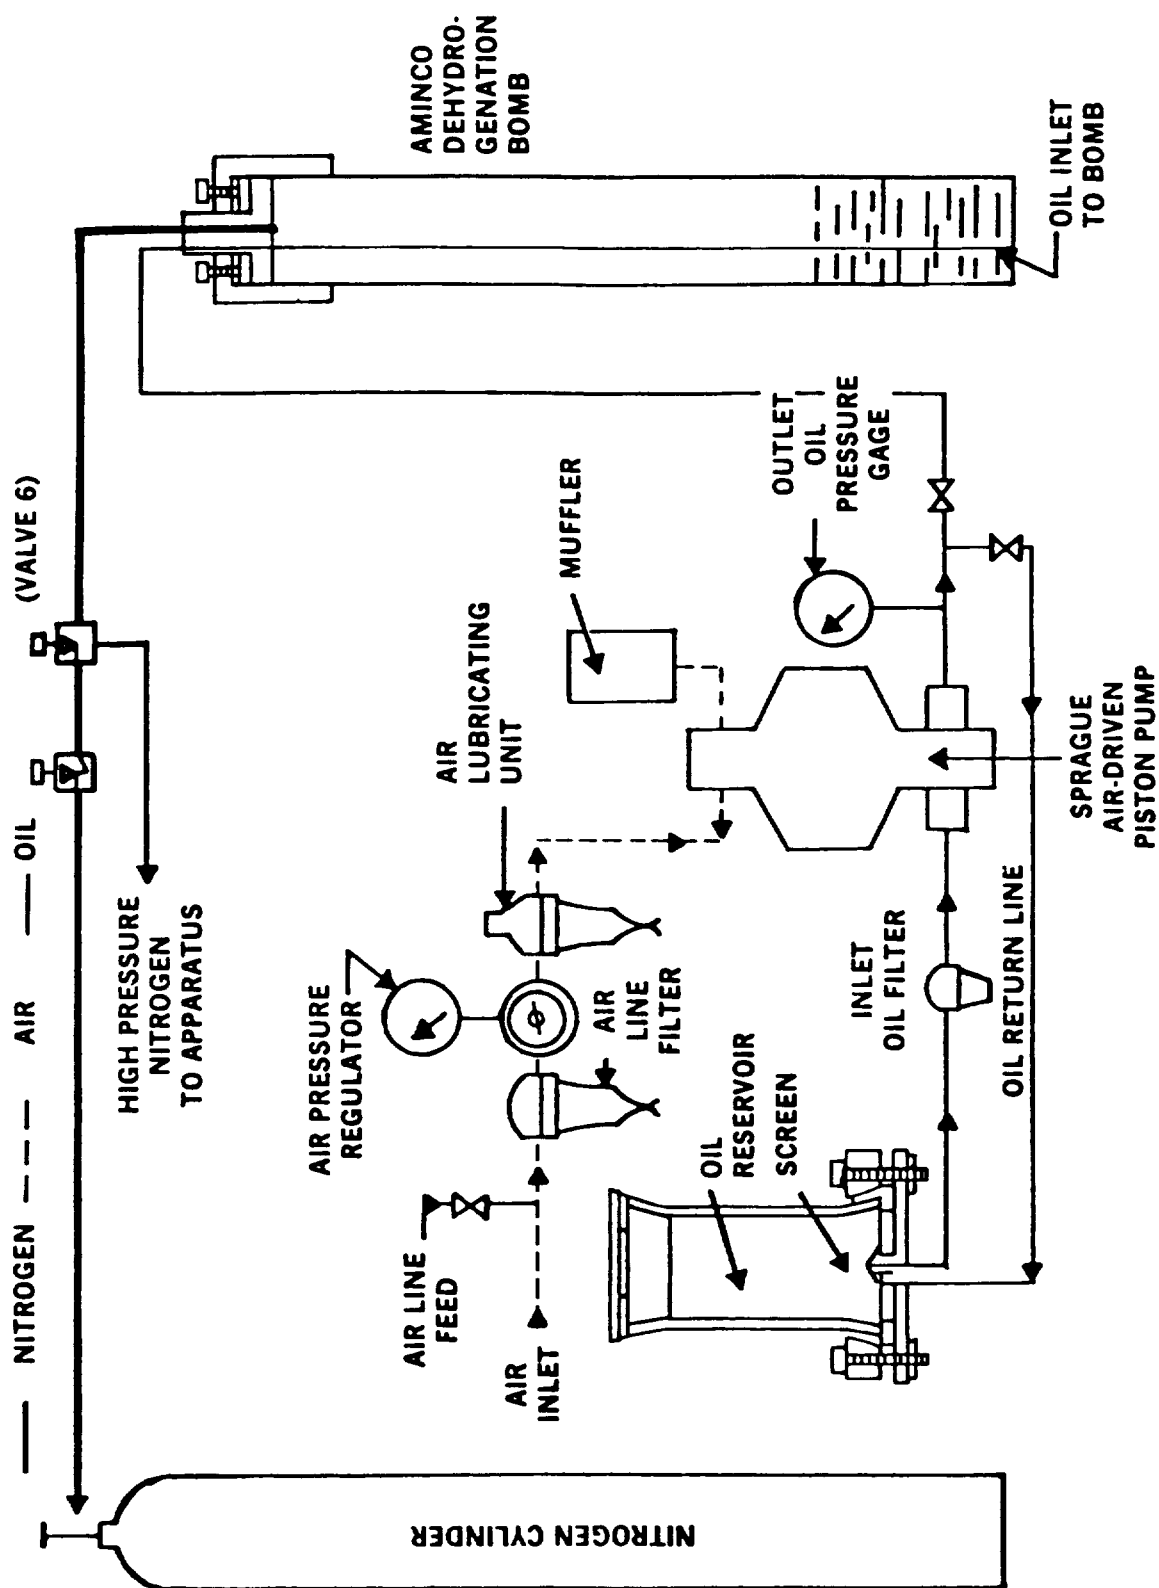 NITROGEN AIR OIL (VALVE 6)
HIGH PRESSURE
NITROGEN
TO APPARATUS
AMINCO
DEHYDRO-
GENATION
BOMB
AIR PRESSURE
REGULATOR
AIR
LUBRICATING
UNIT
MUFFLER
AIR LINE
FEED
AIR
INLET
AIR
LINE
FILTER
OIL
RESERVOIR
SCREEN
OUTLET
OIL
PRESSURE
GAGE
INLET
OIL FILTER
OIL RETURN LINE
OIL INLET
TO BOMB
SPRAGUE
AIR-DRIVEN
PISTON PUMP
NITROGEN CYLINDER